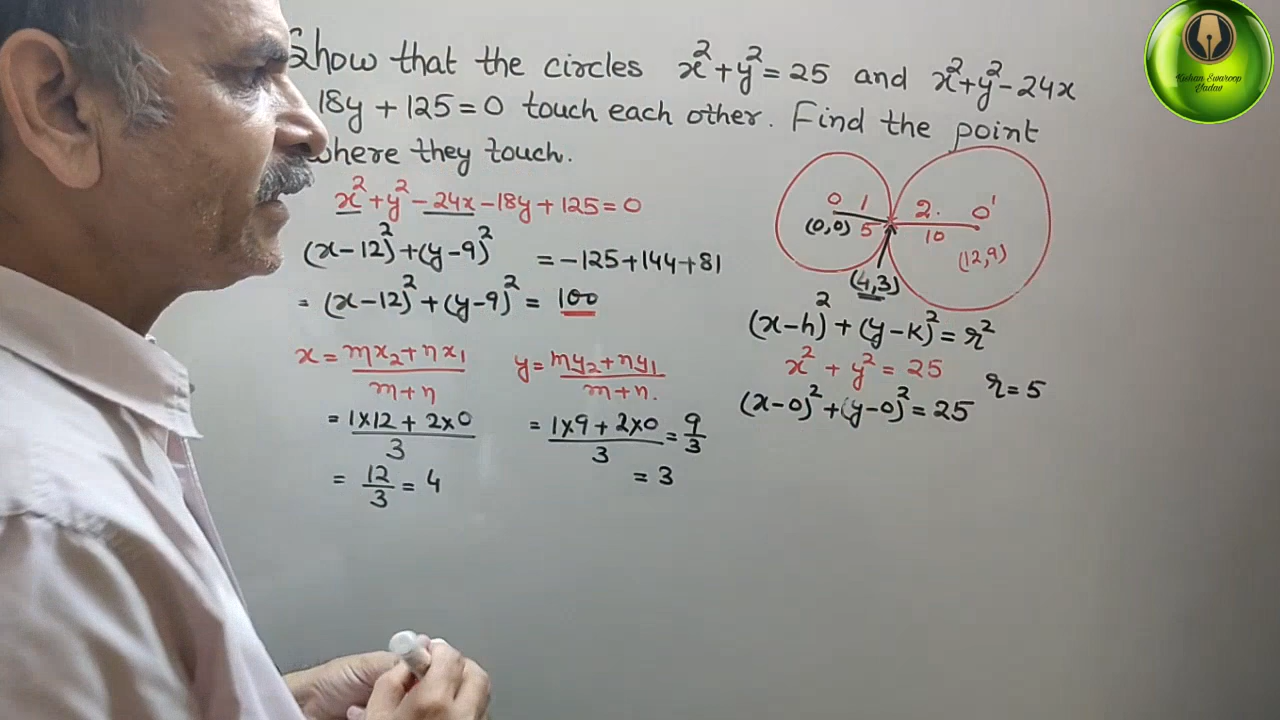 Show that the circles x²+y²=25 and x²+y²-24x
18y+125=0 touch each other. Find the point
where they touch.
x²+y²-24x-18y+125=0
(x-12)²+(y-9)² =-125+144+81
= (x-12)²+(y-9)² = 100
x = mx₂+nx₁/m+n
= 1×12+2×0/3
= 12/3 = 4
y = my₂+ny₁/m+n.
= 1×9+2×0/3 = 9/3
= 3
O 1 2. O'
(0,0) 5 10 (12,9)
(4,3)
(x-h)²+(y-k)²=r²
x²+y²=25
r=5
(x-0)²+(y-0)²=25
Kishan Swaroop
Yadav